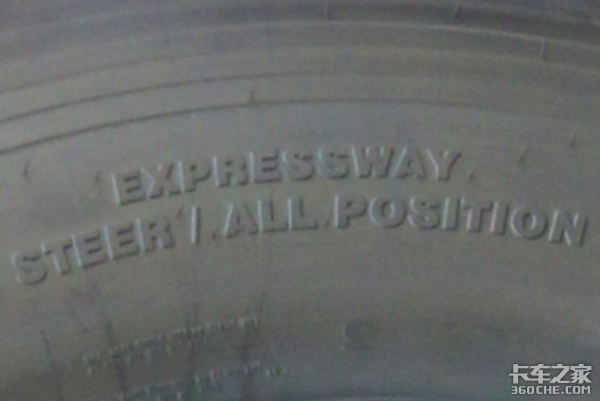 EXPRESSWAY
STEER / ALL POSITION
卡车之家
360che.com